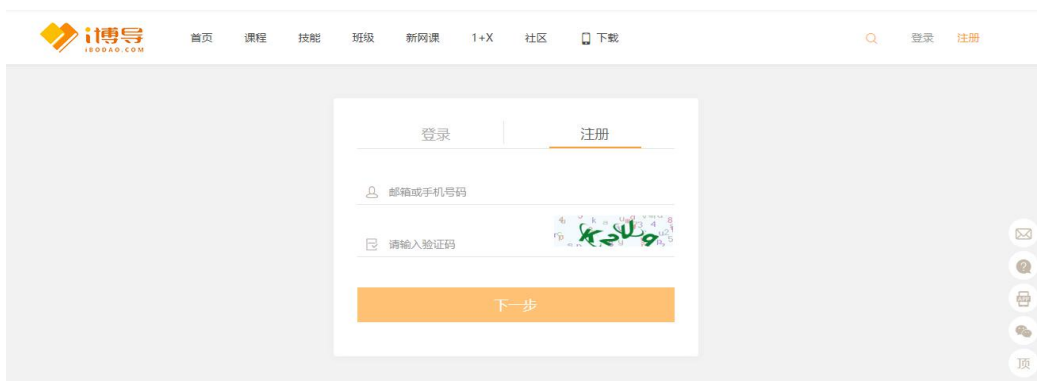 i博导
IBODAO.COM
首页 课程 技能 班级 新网课 1+X 社区 下载 登录 注册
登录 注册
邮箱或手机号码
请输入验证码
下一步
APP
顶